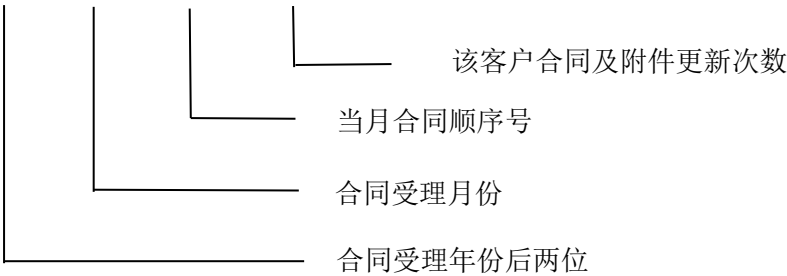 该客户合同及附件更新次数
当月合同顺序号
合同受理月份
合同受理年份后两位